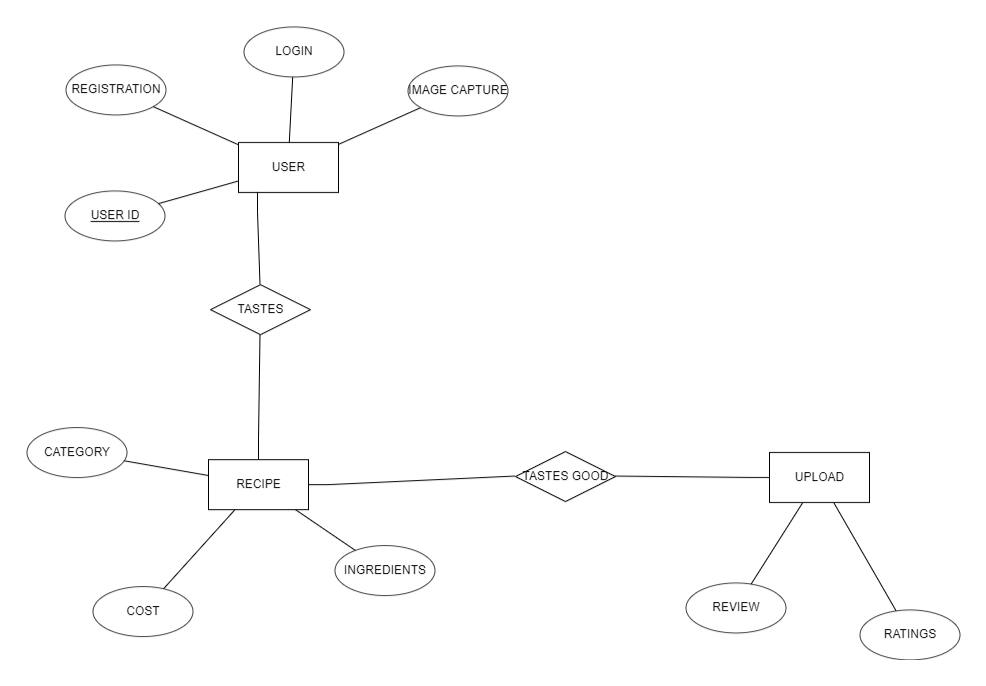 LOGIN
REGISTRATION
IMAGE CAPTURE
USER
USER ID
TASTES
CATEGORY
RECIPE
TASTES GOOD
UPLOAD
INGREDIENTS
COST
REVIEW
RATINGS